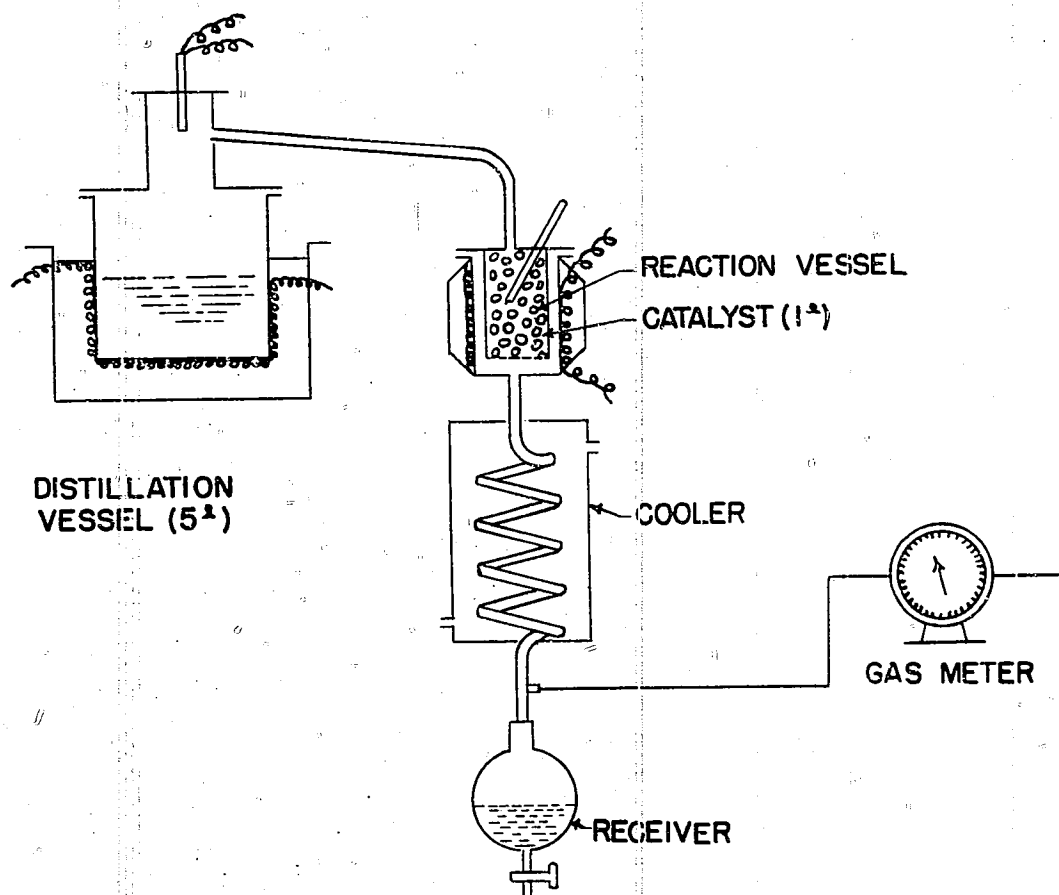 REACTION VESSEL
CATALYST (1ℓ)
DISTILLATION
VESSEL (5ℓ)
COOLER
GAS METER
RECEIVER